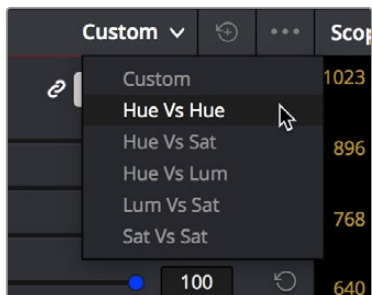 Custom ••• Scop
Custom 1023
Hue Vs Hue
Hue Vs Sat 896
Hue Vs Lum
Lum Vs Sat 768
Sat Vs Sat
100 640